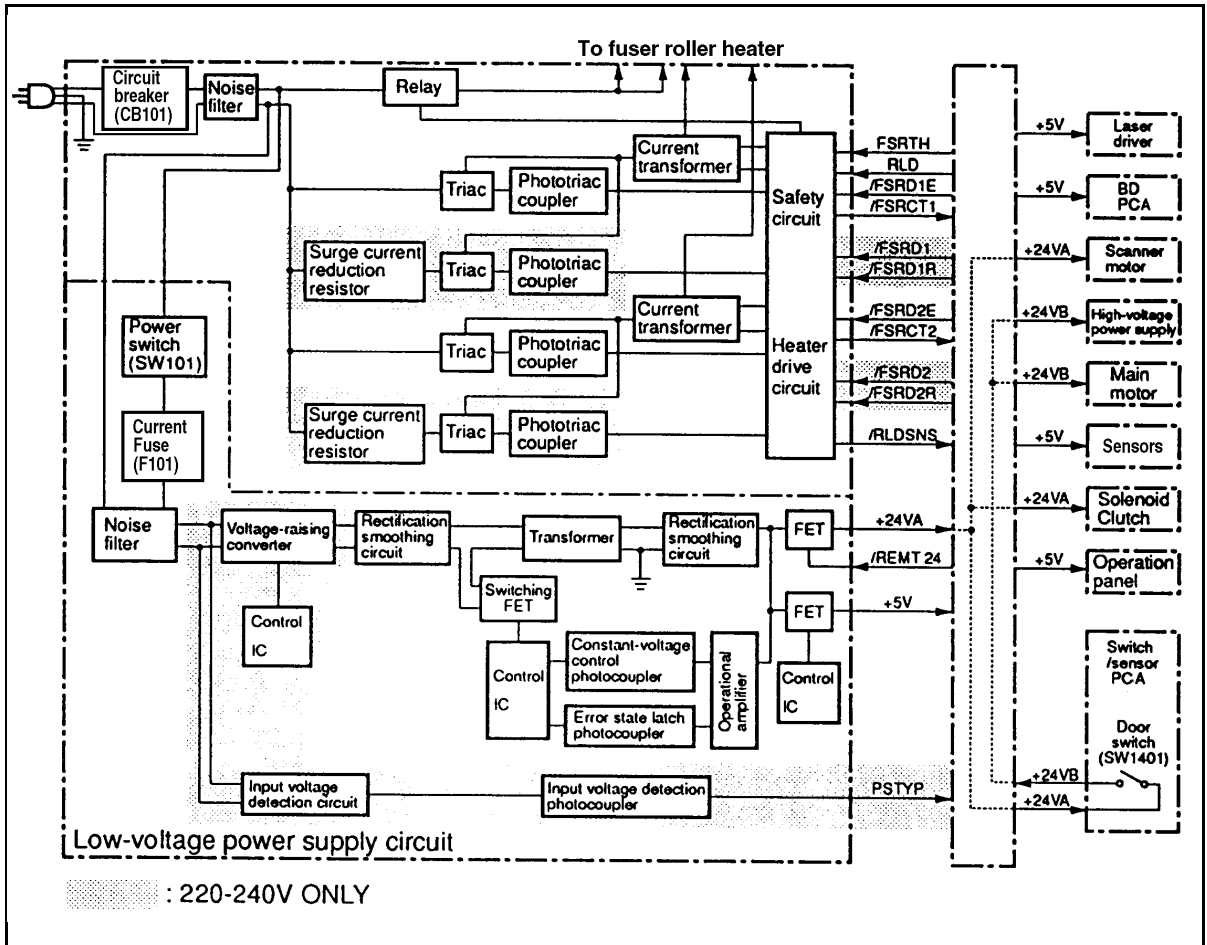 To fuser roller heater
Circuit
breaker
(CB101)
Noise
filter
Relay
Current
transformer
Triac
Phototriac
coupler
Safety
circuit
Surge current
reduction
resistor
Triac
Phototriac
coupler
Current
transformer
Triac
Phototriac
coupler
Heater
drive
circuit
Surge current
reduction
resistor
Triac
Phototriac
coupler
FSRTH
RLD
/FSRD1E
/FSRCT1
/FSRD1
/FSRD1R
/FSRD2E
/FSRCT2
/FSRD2
/FSRD2R
/RLDSNS
Power
switch
(SW101)
Current
Fuse
(F101)
Noise
filter
Voltage-raising
converter
Rectification
smoothing
circuit
Transformer
Rectification
smoothing
circuit
FET
+24VA
/REMT 24
Control
IC
Switching
FET
FET
+5V
Control
IC
Constant-voltage
control
photocoupler
Error state latch
photocoupler
Operational
amplifier
Control
IC
Input voltage
detection circuit
Input voltage detection
photocoupler
PSTYP
Low-voltage power supply circuit
: 220-240V ONLY
+5V
Laser
driver
+5V
BD
PCA
+24VA
Scanner
motor
+24VB
High-voltage
power supply
+24VB
Main
motor
+5V
Sensors
+24VA
Solenoid
Clutch
+5V
Operation
panel
Switch
/sensor
PCA
Door
switch
(SW1401)
+24VB
+24VA